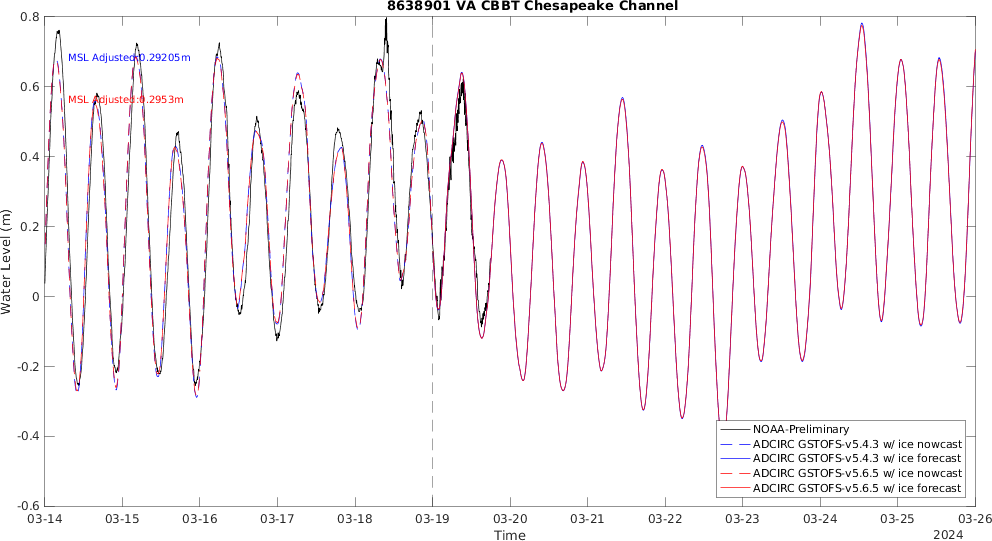 8638901 VA CBBT Chesapeake Channel
0.8
0.6
0.4
0.2
0
-0.2
-0.4
-0.6
Water Level (m)
MSL Adjusted:0.29205m
MSL Adjusted:0.2953m
NOAA-Preliminary
ADCIRC GSTOFS-v5.4.3 w/ ice nowcast
ADCIRC GSTOFS-v5.4.3 w/ ice forecast
ADCIRC GSTOFS-v5.6.5 w/ ice nowcast
ADCIRC GSTOFS-v5.6.5 w/ ice forecast
03-14 03-15 03-16 03-17 03-18 03-19 03-20 03-21 03-22 03-23 03-24 03-25 03-26
Time
2024